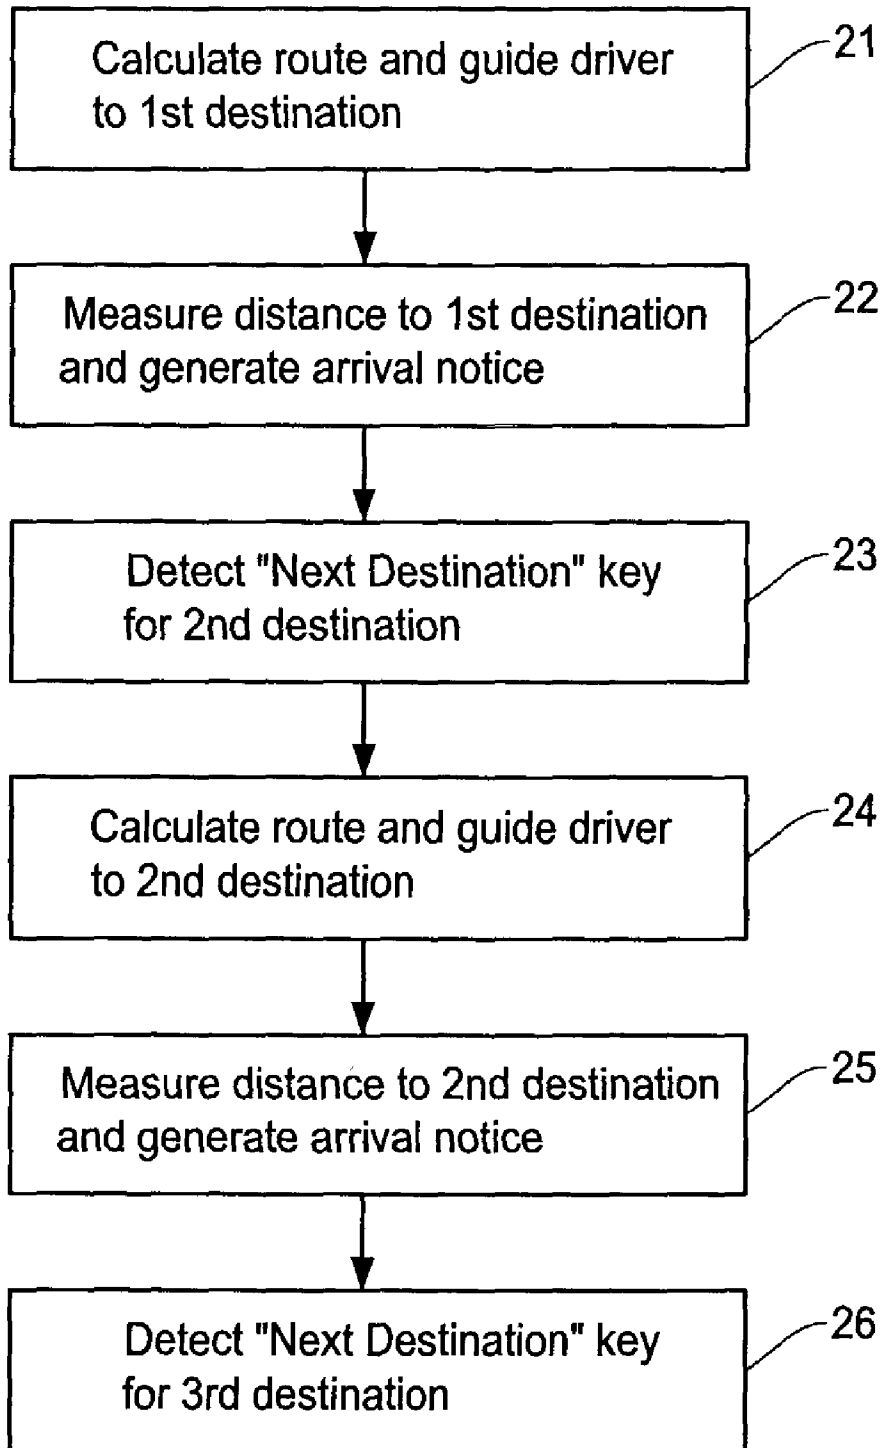 Calculate route and guide driver
to 1st destination
21
Measure distance to 1st destination
and generate arrival notice
22
Detect "Next Destination" key
for 2nd destination
23
Calculate route and guide driver
to 2nd destination
24
Measure distance to 2nd destination
and generate arrival notice
25
Detect "Next Destination" key
for 3rd destination
26